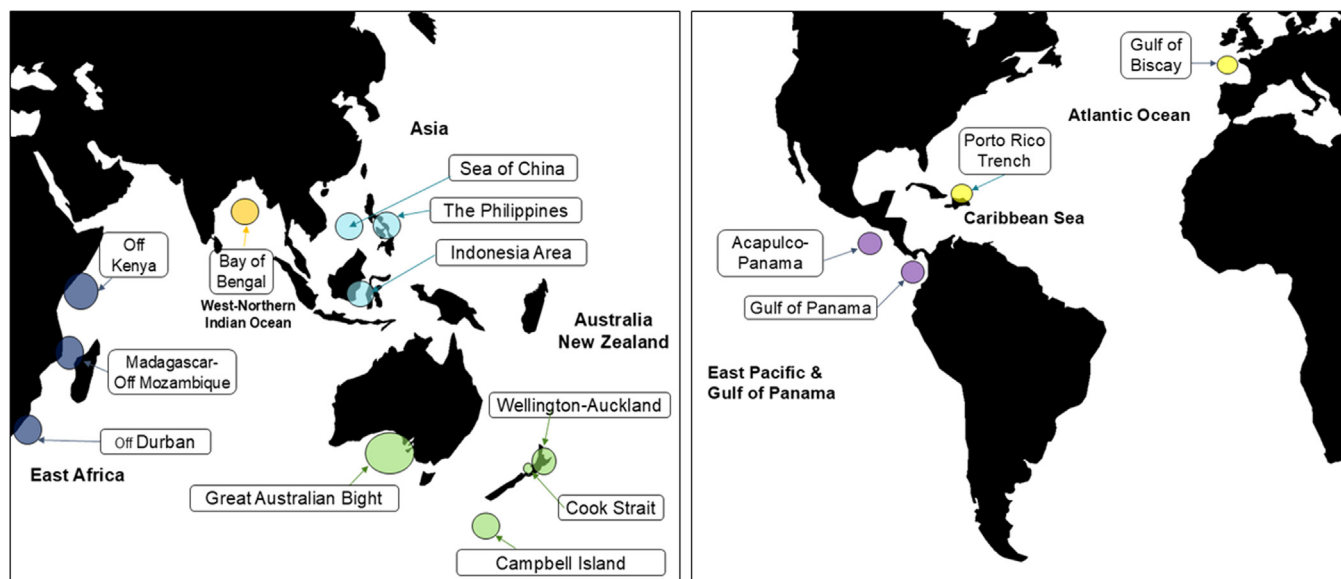 Asia
Sea of China
The Philippines
Indonesia Area
Off
Kenya
Bay of
Bengal
West-Northern
Indian Ocean
Australia
New Zealand
Madagascar-
Off Mozambique
Off Durban
East Africa
Wellington-Auckland
Great Australian Bight
Cook Strait
Campbell Island
Gulf of
Biscay
Atlantic Ocean
Porto Rico
Trench
Caribbean Sea
Acapulco-
Panama
Gulf of Panama
East Pacific &
Gulf of Panama